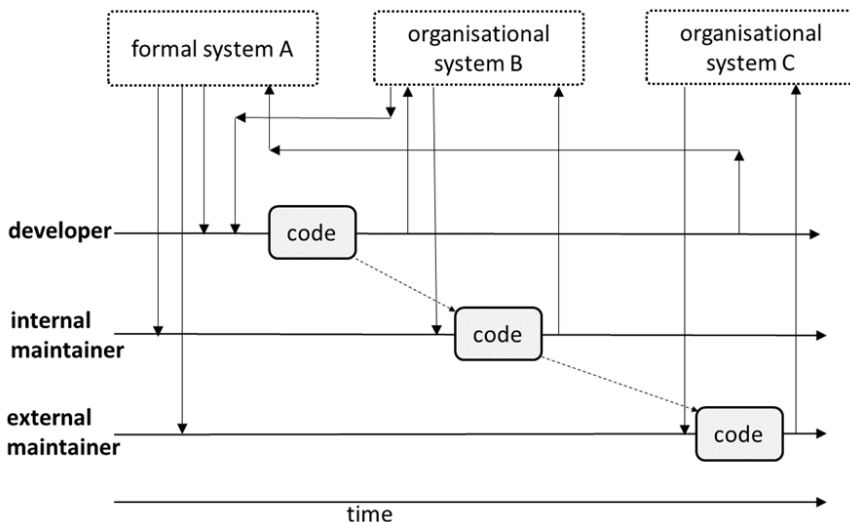 formal system A
organisational
system B
organisational
system C
developer
code
internal
maintainer
code
external
maintainer
code
time